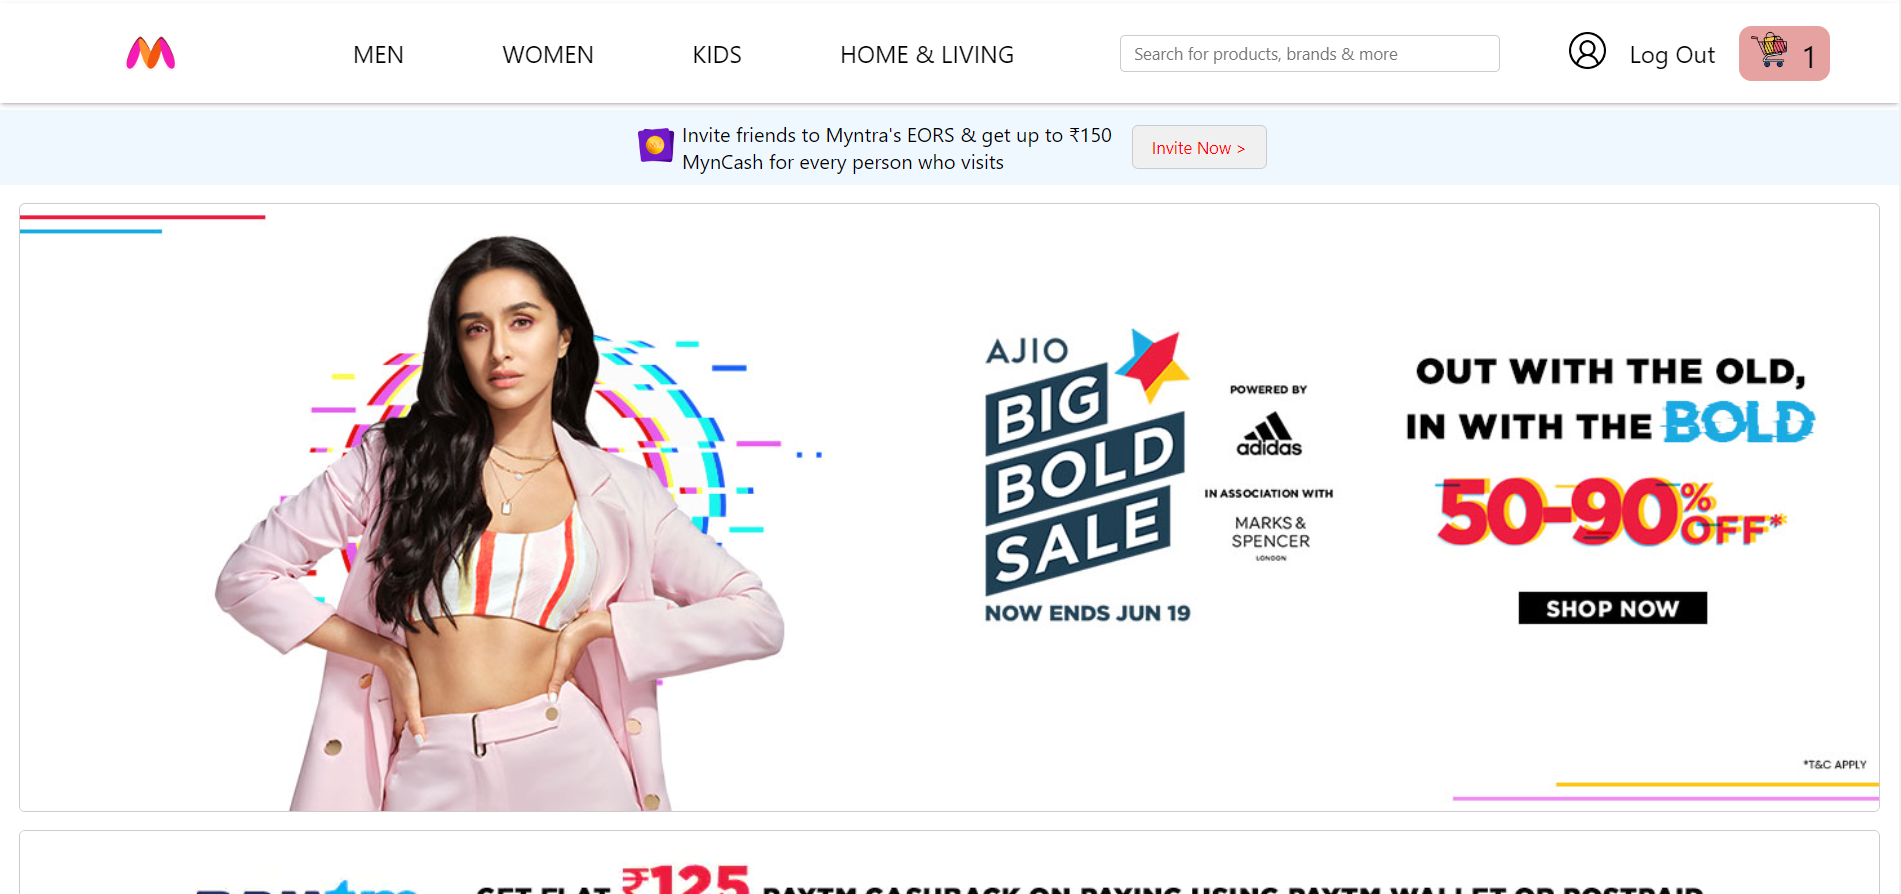 MEN WOMEN KIDS HOME & LIVING Search for products, brands & more Log Out 1
Invite friends to Myntra's EORS & get up to ₹150
MynCash for every person who visits
Invite Now >
AJIO
BIG
BOLD
SALE
NOW ENDS JUN 19
POWERED BY
adidas
IN ASSOCIATION WITH
MARKS &
SPENCER
LONDON
OUT WITH THE OLD,
IN WITH THE BOLD
50-90% OFF*
SHOP NOW
*T&C APPLY
GET FLAT ₹125 PAYTM CASHBACK ON PAYING USING PAYTM WALLET OR POSTPAID